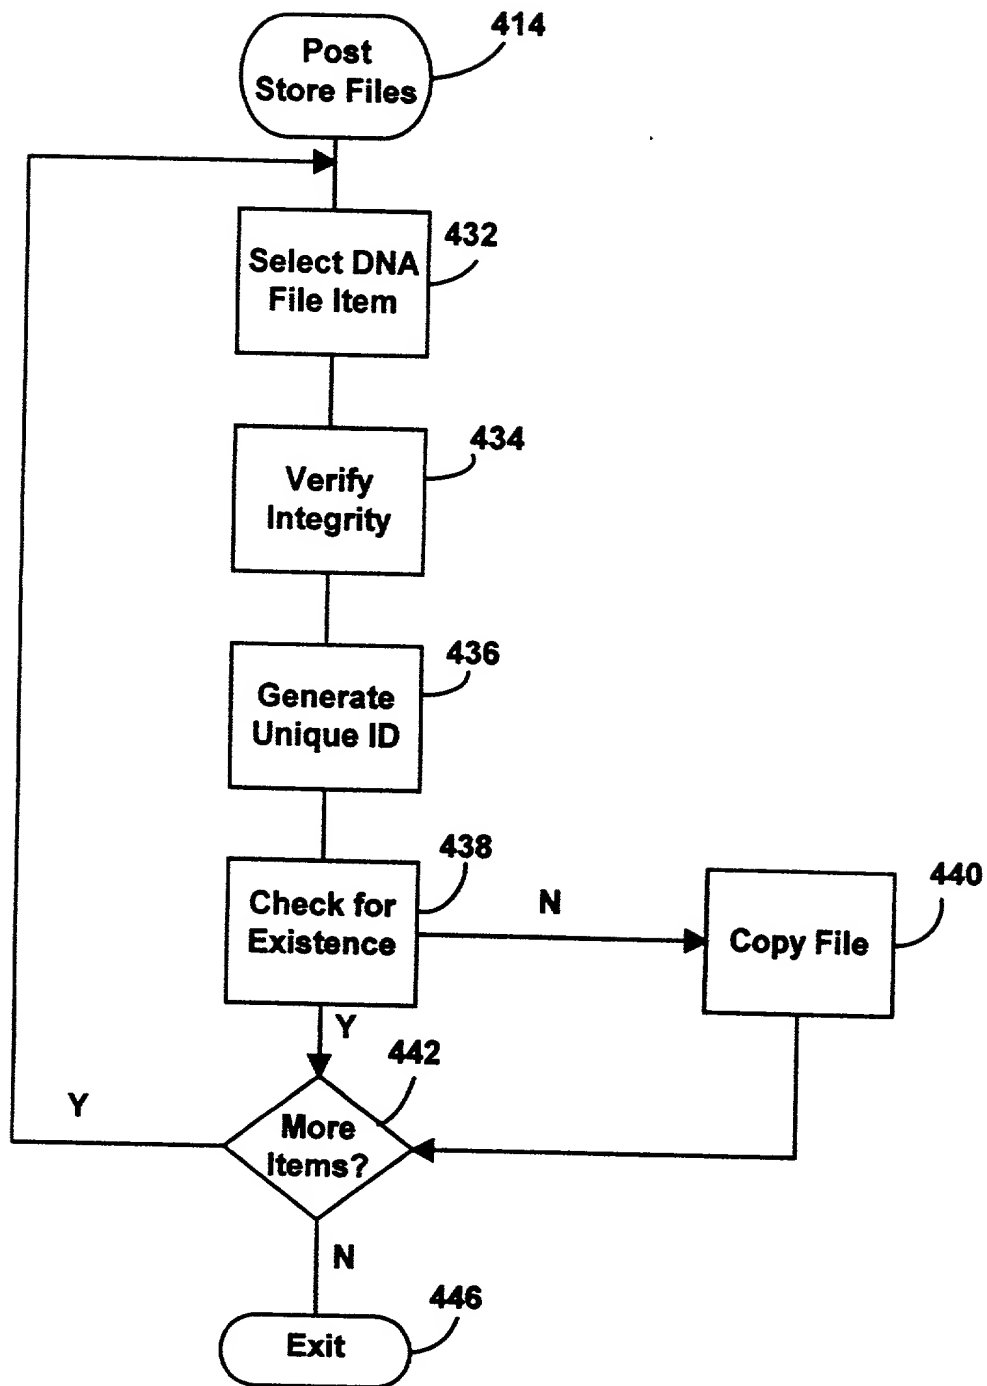 414
Post
Store Files
432
Select DNA
File Item
434
Verify
Integrity
436
Generate
Unique ID
438
Check for
Existence
N
440
Copy File
Y
442
Y
More
Items?
N
446
Exit